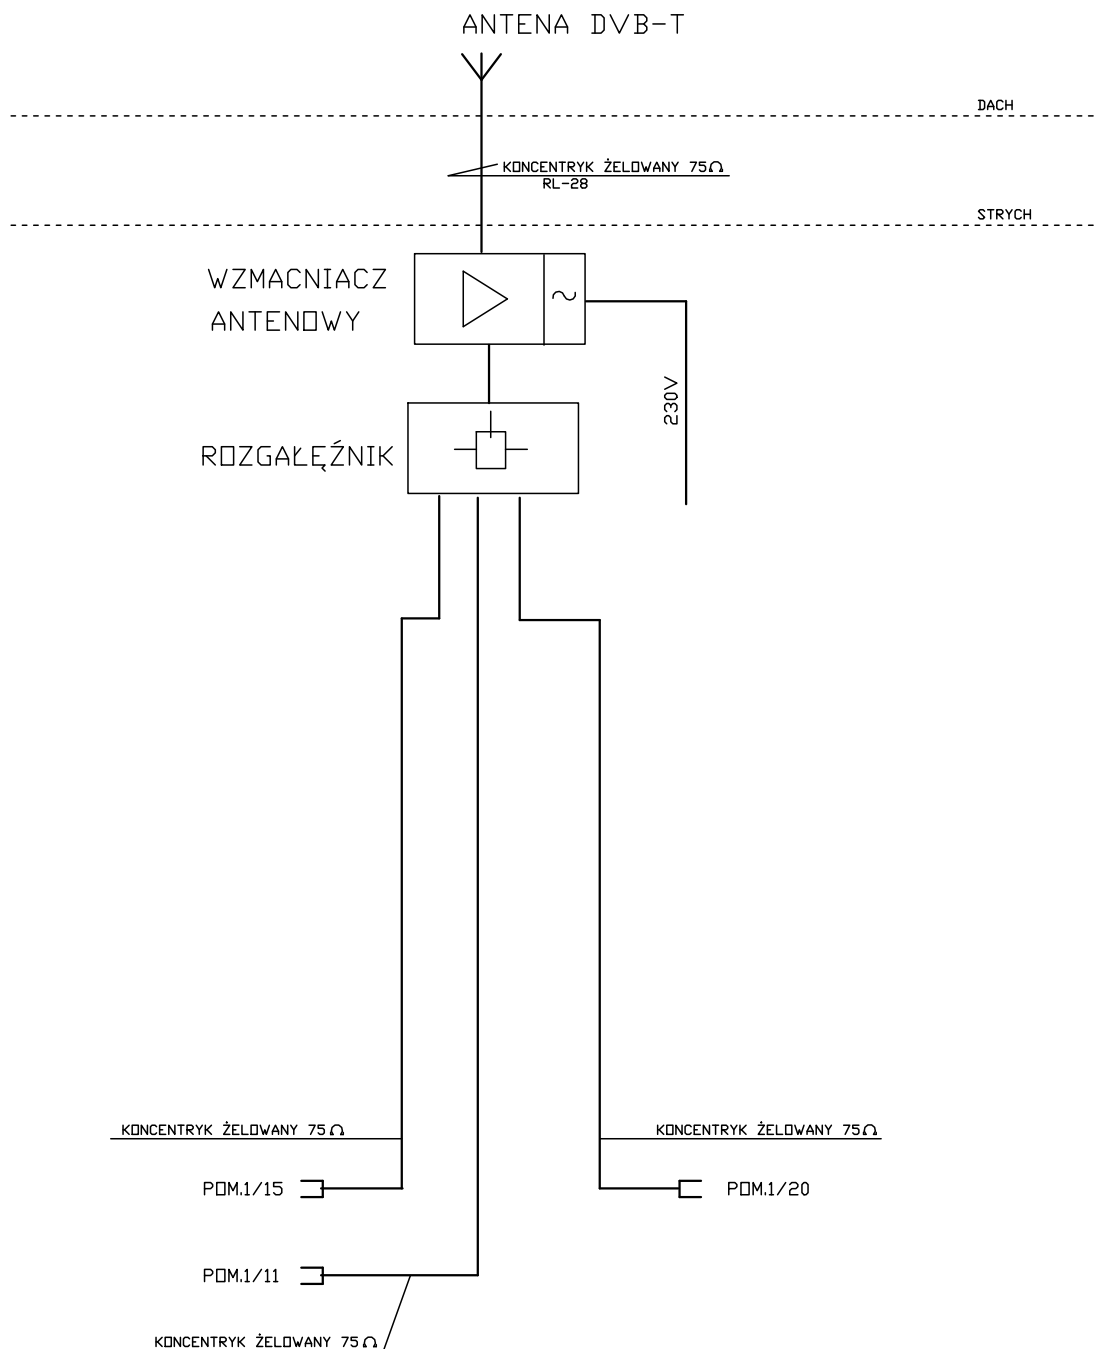 ANTENA DVB-T
DACH
KONCENTRYK ŻELOWANY 75Ω
RL-28
STRYCH
WZMACNIACZ
ANTENOWY
~
230V
ROZGAŁĘŹNIK
KONCENTRYK ŻELOWANY 75Ω
KONCENTRYK ŻELOWANY 75Ω
POM.1/15
POM.1/20
POM.1/11
KONCENTRYK ŻELOWANY 75Ω